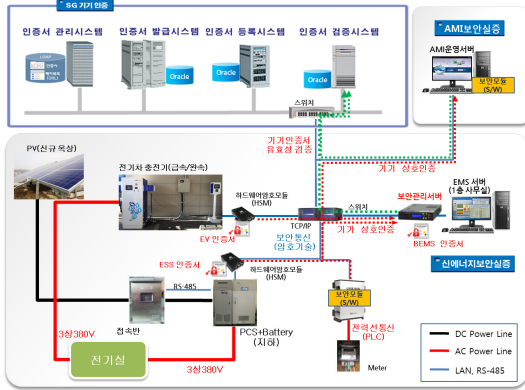 SG 기기 인증
인증서 관리시스템
인증서 발급시스템
인증서 등록시스템
인증서 검증시스템
LDAP
인증서
Oracle
Oracle
스위치
AMI보안실증
AMI운영서버
보안모듈
(S/W)
기기인증서
유효성 검증
기기 상호인증
PV(신규 옥상)
전기차 충전기(급속/완속)
하드웨어암호모듈
(HSM)
EV 인증서
TCP/IP
보안통신
(암호기술)
스위치
보안관리서버
EMS 서버
(1층 사무실)
기기 상호인증
BEMS 인증서
신에너지보안실증
ESS 인증서
하드웨어암호모듈
(HSM)
RS-485
접속반
PCS+Battery
(지하)
보안모듈
(S/W)
전력선통신
(PLC)
Meter
3상380V
전기실
3상380V
DC Power Line
AC Power Line
LAN, RS-485